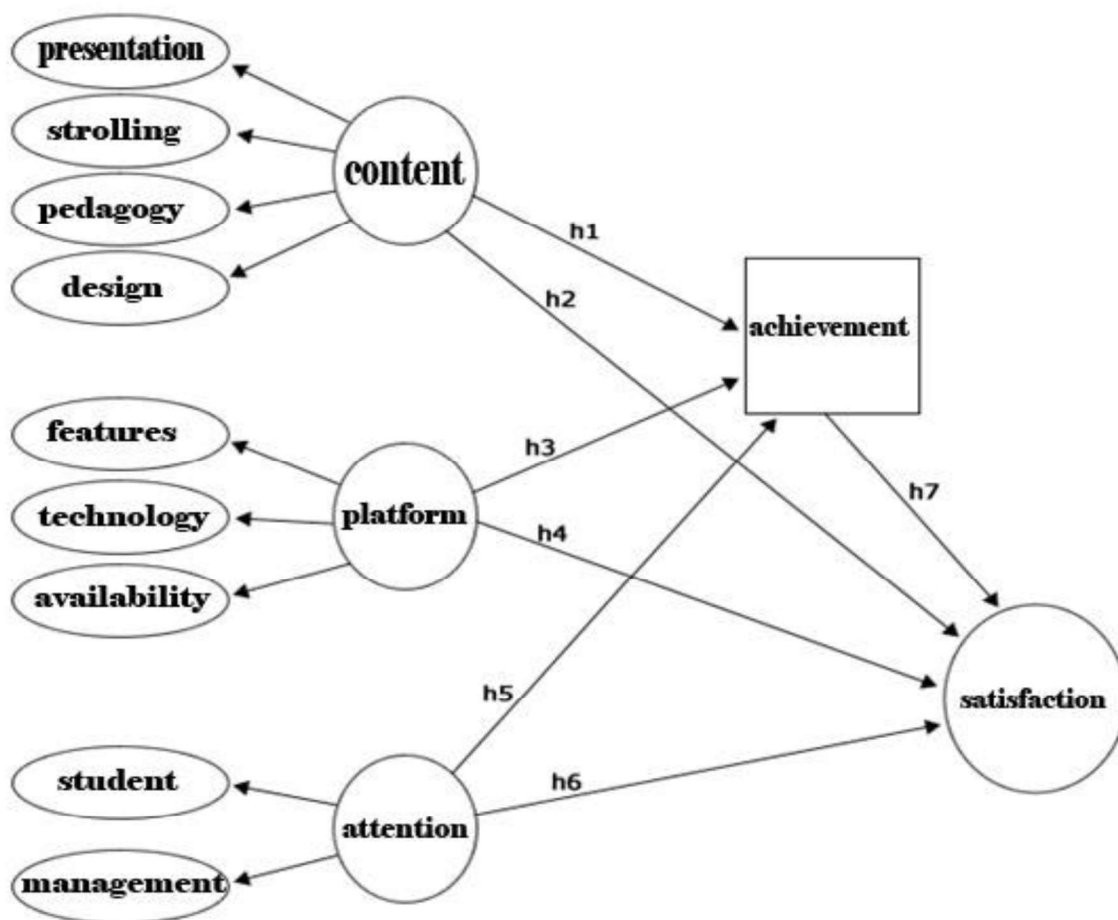 presentation
strolling
pedagogy
design
content
h1
h2
achievement
features
technology
availability
platform
h3
h4
h7
student
management
attention
h5
h6
satisfaction